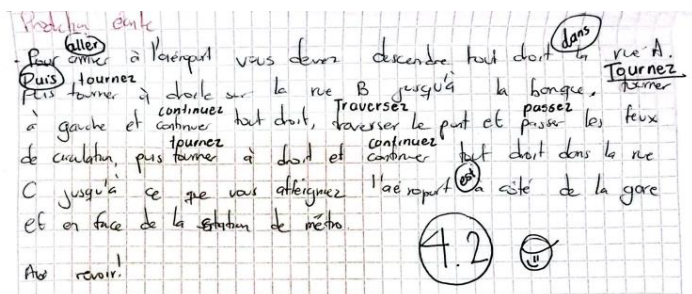 Production écrite
aller dans
- Pour arriver à l'aéroport vous devez descendre tout droit la rue A.
Puis tournez Tournez
Puis tourner à droite sur la rue B jusqu'à la banque. tourner
continuez Traversez passez
à gauche et continuer tout droit, traverser le pont et passer les feux
tournez continuez
de circulation, puis tourner à droit et continuer tout droit dans la rue
C jusqu'à ce que vous atteignez l'aéroport est à côté de la gare
et en face de la station de métro.
4.2
Au revoir!